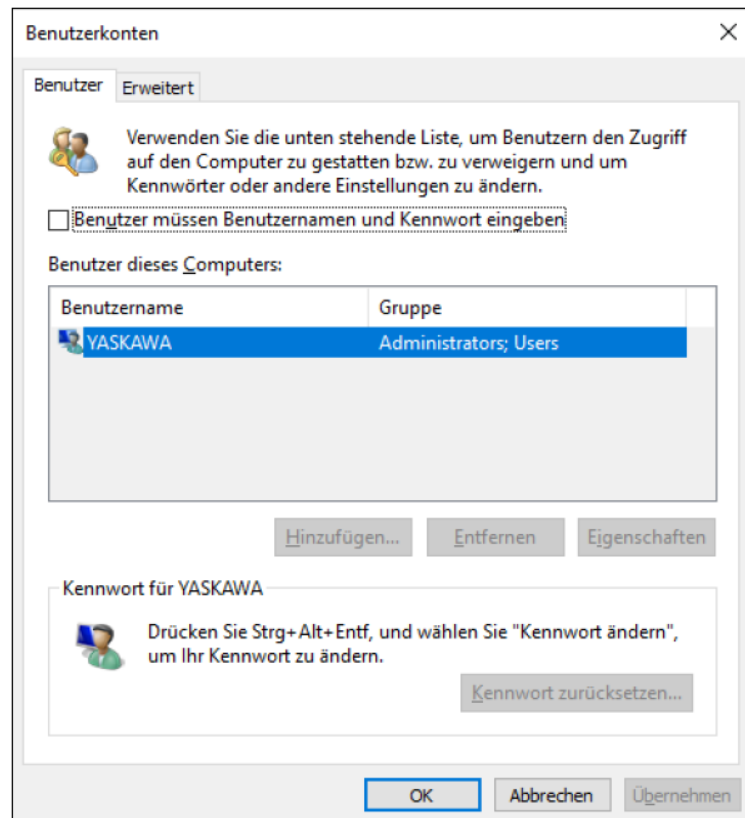 Benutzerkonten
Benutzer
Erweitert
Verwenden Sie die unten stehende Liste, um Benutzern den Zugriff
auf den Computer zu gestatten bzw. zu verweigern und um
Kennwörter oder andere Einstellungen zu ändern.
Benutzer müssen Benutzernamen und Kennwort eingeben
Benutzer dieses Computers:
Benutzername Gruppe
YASKAWA Administrators; Users
Hinzufügen... Entfernen Eigenschaften
Kennwort für YASKAWA
Drücken Sie Strg+Alt+Entf, und wählen Sie "Kennwort ändern",
um Ihr Kennwort zu ändern.
Kennwort zurücksetzen...
OK Abbrechen Übernehmen